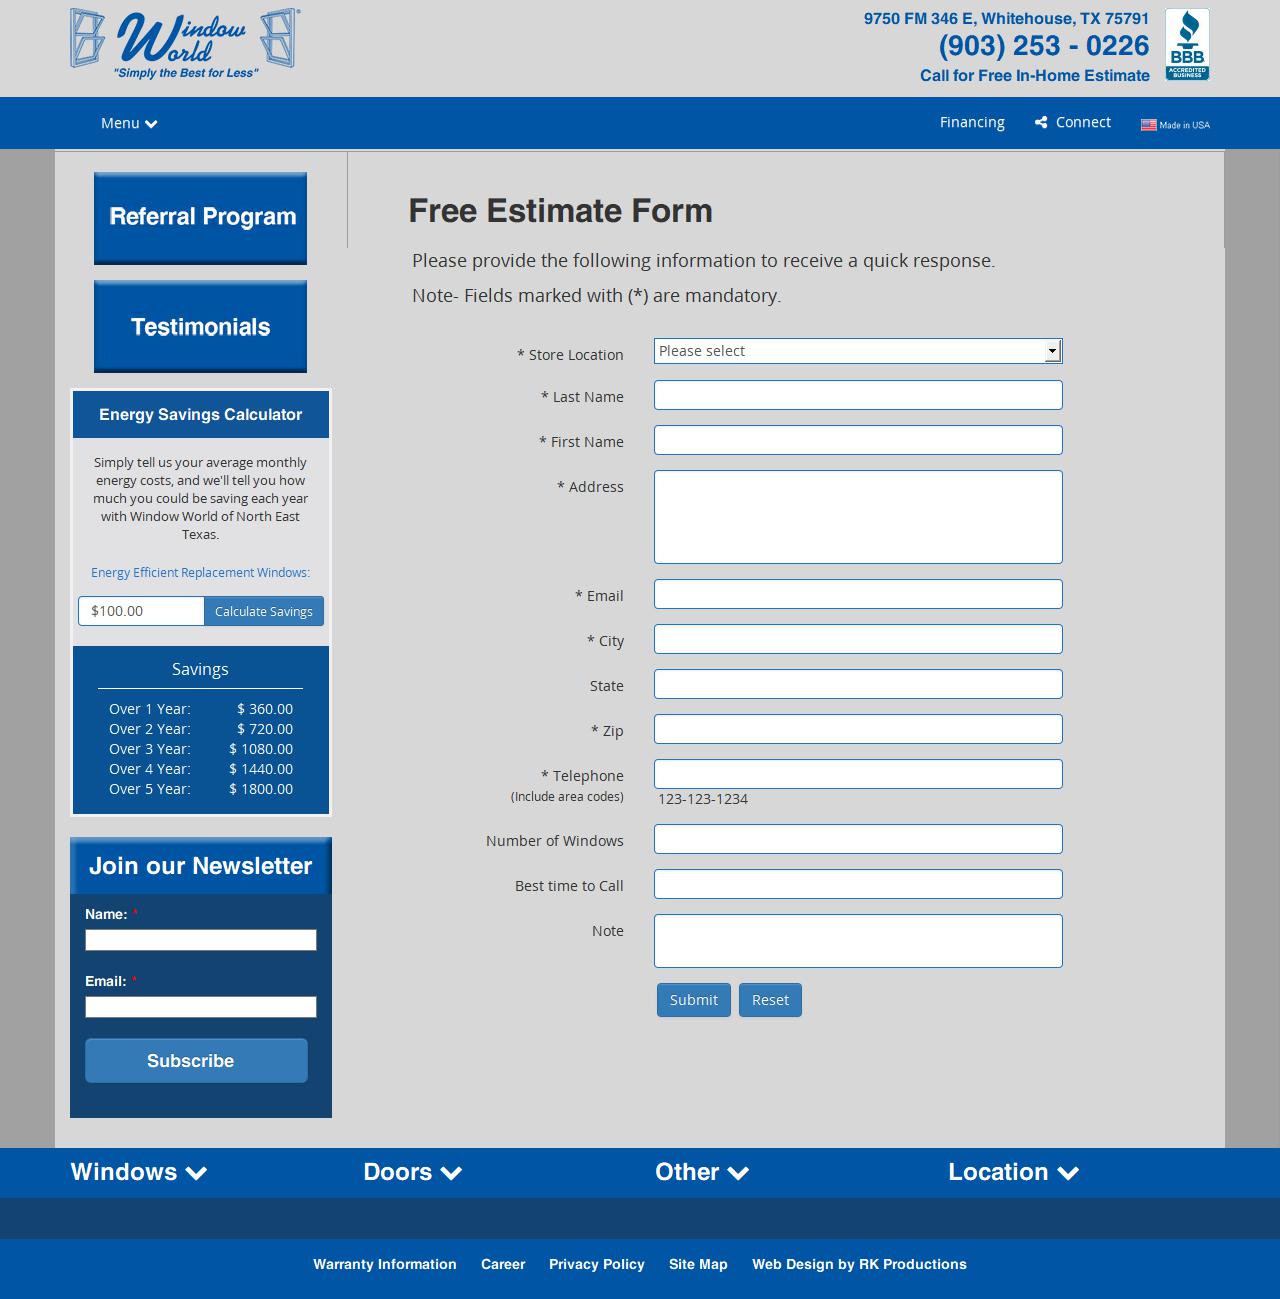 Window World®
"Simply the Best for Less"
9750 FM 346 E, Whitehouse, TX 75791
(903) 253 - 0226
Call for Free In-Home Estimate
BBB
ACCREDITED BUSINESS
Menu
Financing
Connect
Made in USA
Referral Program
Testimonials
Energy Savings Calculator
Simply tell us your average monthly
energy costs, and we'll tell you how
much you could be saving each year
with Window World of North East
Texas.
Energy Efficient Replacement Windows:
$100.00 Calculate Savings
Savings
Over 1 Year: $ 360.00
Over 2 Year: $ 720.00
Over 3 Year: $ 1080.00
Over 4 Year: $ 1440.00
Over 5 Year: $ 1800.00
Join our Newsletter
Name: *
Email: *
Subscribe
Free Estimate Form
Please provide the following information to receive a quick response.
Note- Fields marked with (*) are mandatory.
* Store Location Please select
* Last Name
* First Name
* Address
* Email
* City
State
* Zip
* Telephone
(Include area codes) 123-123-1234
Number of Windows
Best time to Call
Note
Submit Reset
Windows Doors Other Location
Warranty Information Career Privacy Policy Site Map Web Design by RK Productions